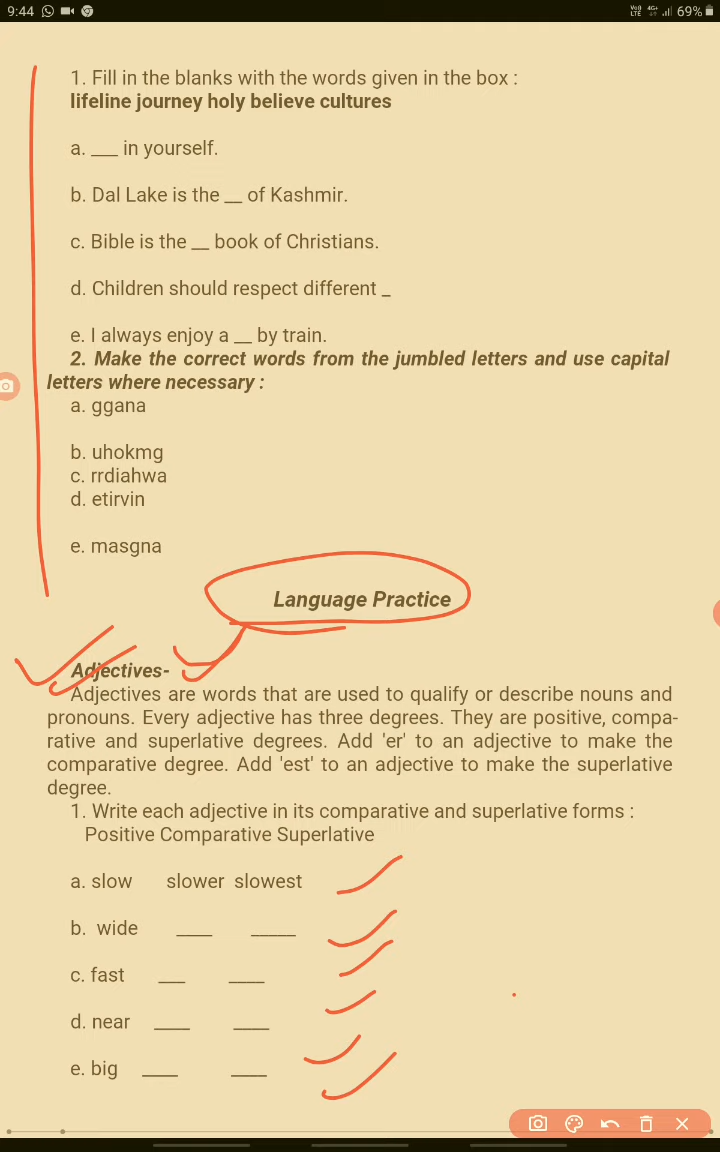 9:44
Vo9 LTE 4G+ 69%
1. Fill in the blanks with the words given in the box :
lifeline journey holy believe cultures
a. ___ in yourself.
b. Dal Lake is the __ of Kashmir.
c. Bible is the __ book of Christians.
d. Children should respect different _
e. I always enjoy a __ by train.
2. Make the correct words from the jumbled letters and use capital
letters where necessary :
a. ggana
b. uhokmg
c. rrdiahwa
d. etirvin
e. masgna
Language Practice
Adjectives-
Adjectives are words that are used to qualify or describe nouns and
pronouns. Every adjective has three degrees. They are positive, compa-
rative and superlative degrees. Add 'er' to an adjective to make the
comparative degree. Add 'est' to an adjective to make the superlative
degree.
1. Write each adjective in its comparative and superlative forms :
Positive Comparative Superlative
a. slow slower slowest
b. wide ____ _____
c. fast ___ ____
d. near ____ ____
e. big ____ ____